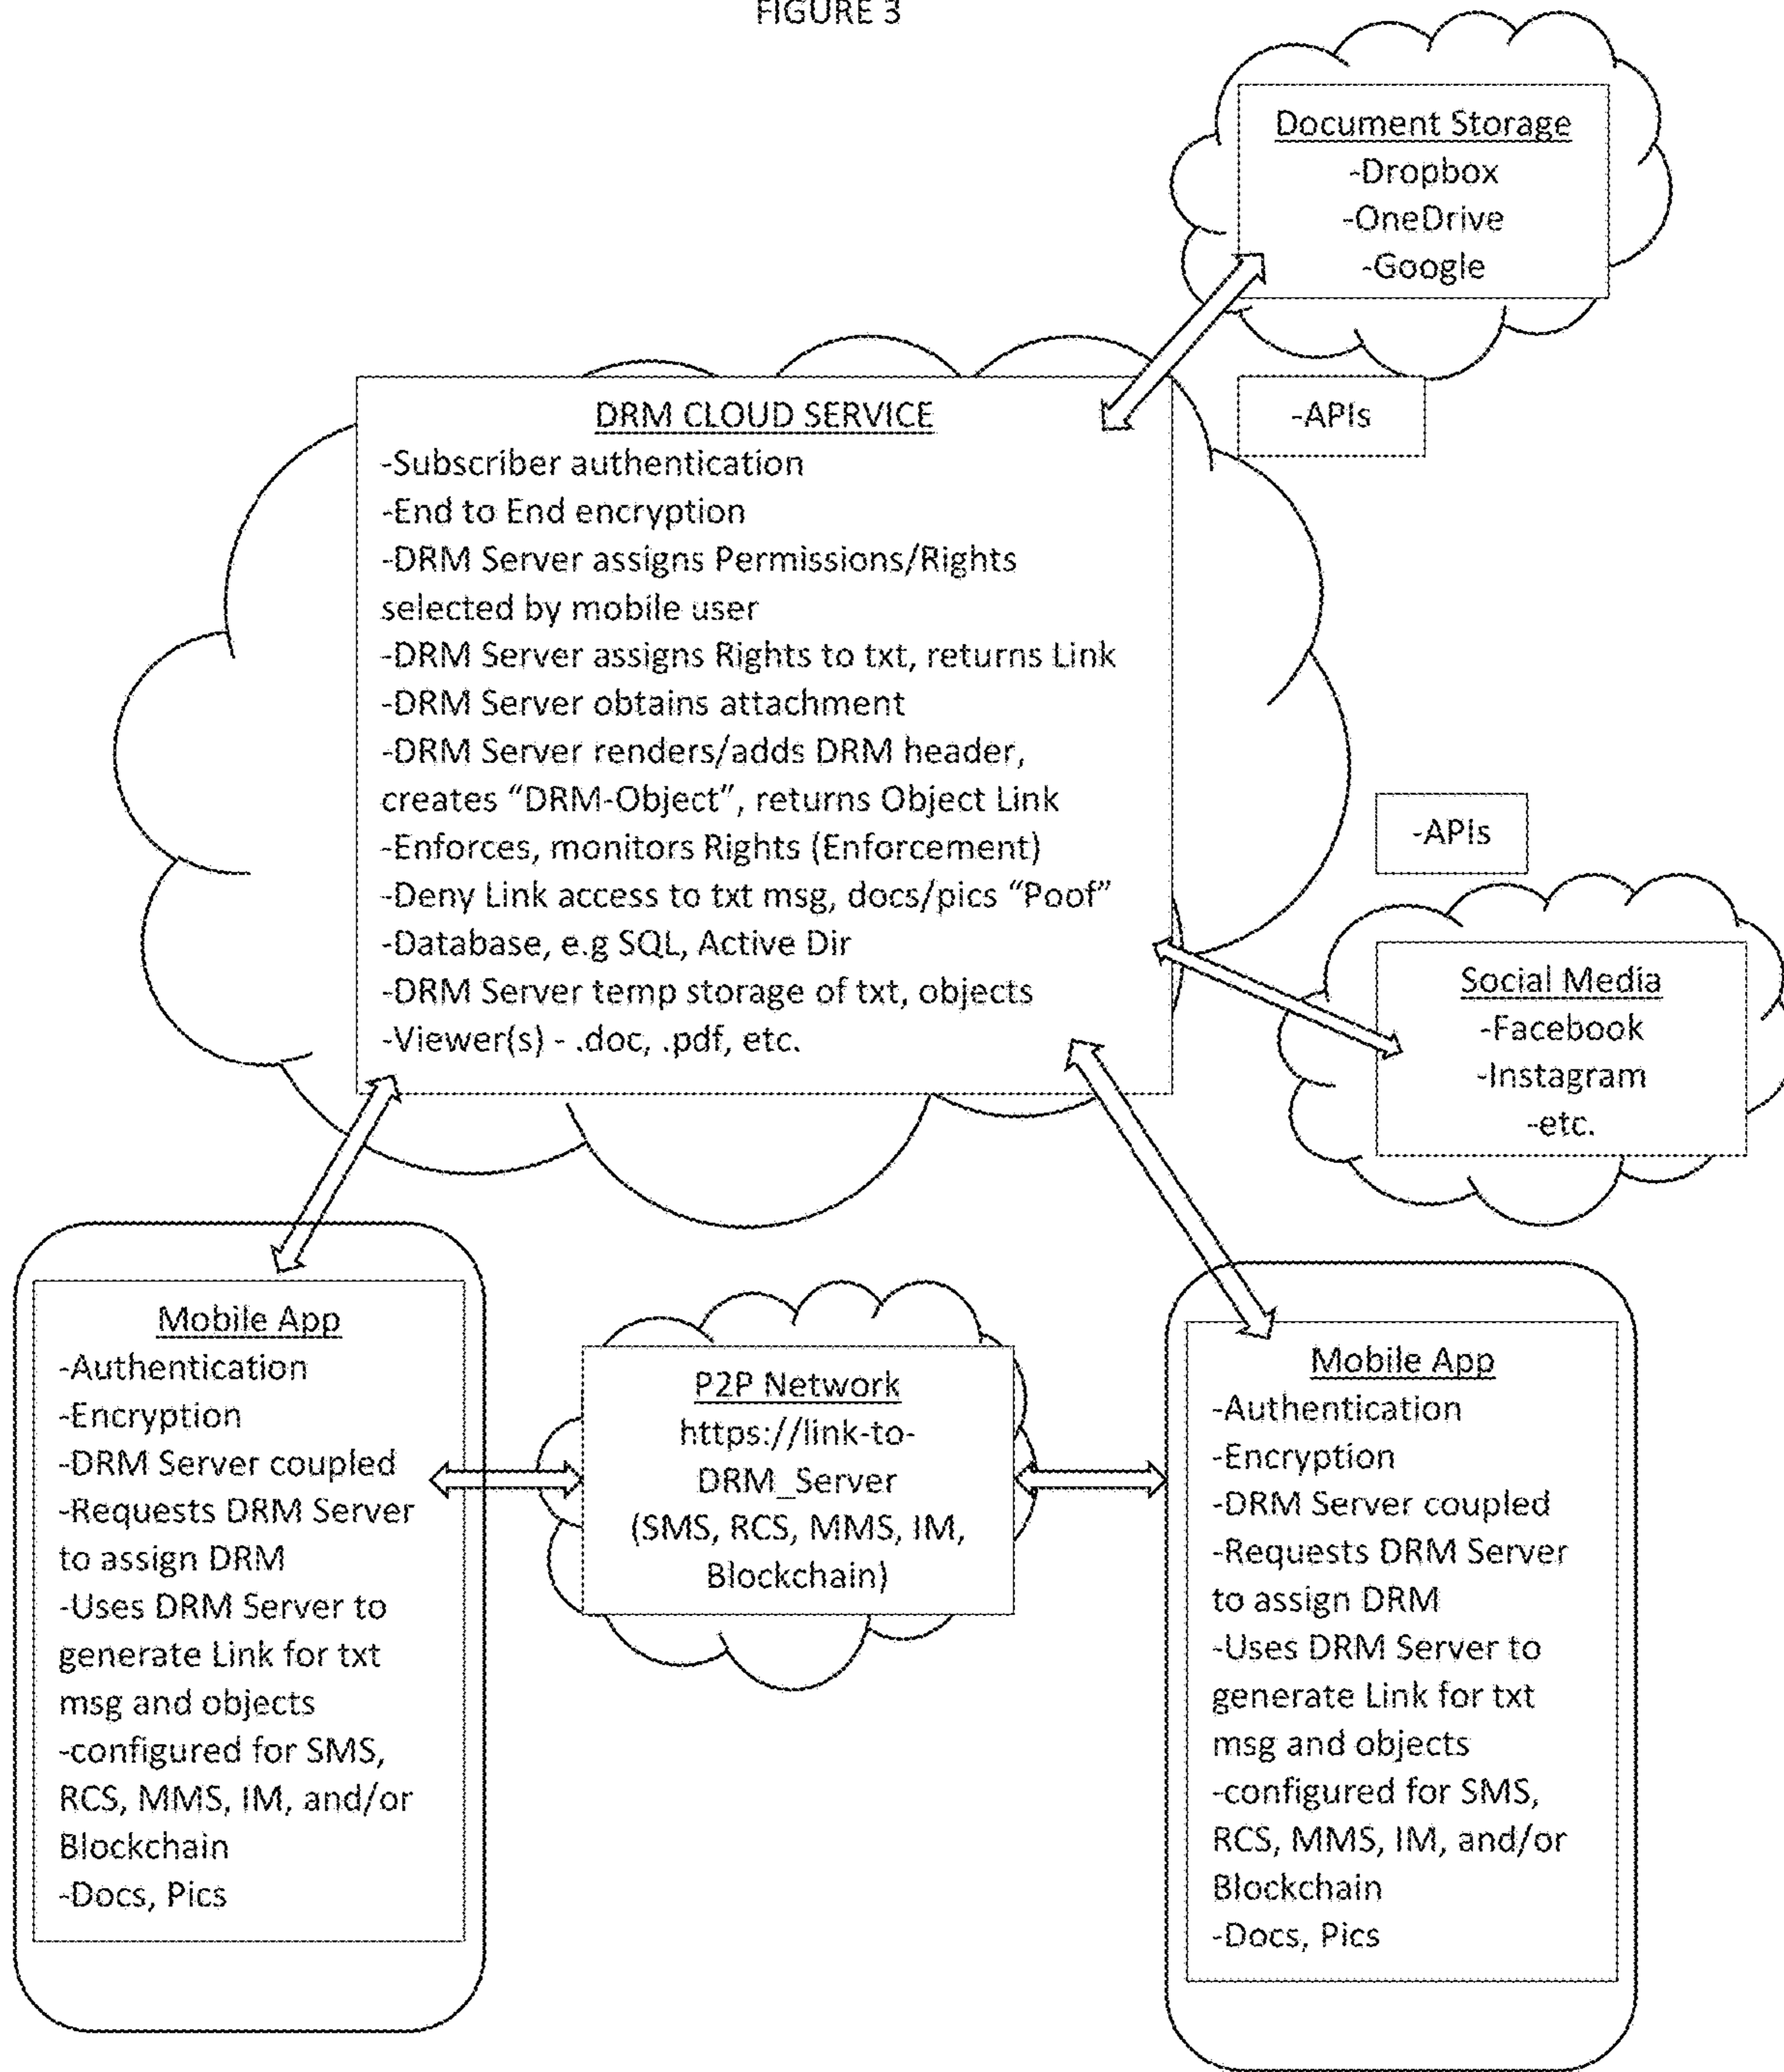 FIGURE 3
Document Storage
-Dropbox
-OneDrive
-Google
-APIs
DRM CLOUD SERVICE
-Subscriber authentication
-End to End encryption
-DRM Server assigns Permissions/Rights
selected by mobile user
-DRM Server assigns Rights to txt, returns Link
-DRM Server obtains attachment
-DRM Server renders/adds DRM header,
creates “DRM-Object”, returns Object Link
-Enforces, monitors Rights (Enforcement)
-Deny Link access to txt msg, docs/pics “Poof”
-Database, e.g SQL, Active Dir
-DRM Server temp storage of txt, objects
-Viewer(s) - .doc, .pdf, etc.
-APIs
Social Media
-Facebook
-Instagram
-etc.
Mobile App
-Authentication
-Encryption
-DRM Server coupled
-Requests DRM Server
to assign DRM
-Uses DRM Server to
generate Link for txt
msg and objects
-configured for SMS,
RCS, MMS, IM, and/or
Blockchain
-Docs, Pics
P2P Network
https://link-to-
DRM_Server
(SMS, RCS, MMS, IM,
Blockchain)
Mobile App
-Authentication
-Encryption
-DRM Server coupled
-Requests DRM Server
to assign DRM
-Uses DRM Server to
generate Link for txt
msg and objects
-configured for SMS,
RCS, MMS, IM, and/or
Blockchain
-Docs, Pics